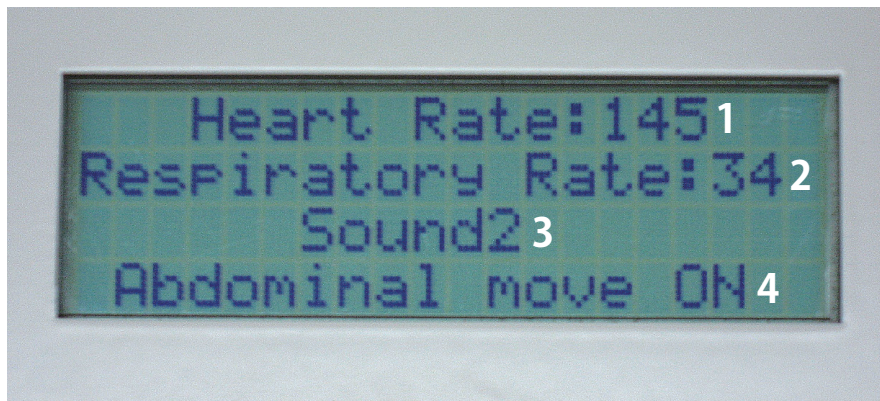 Heart Rate:145 1
Respiratory Rate:34 2
Sound2 3
Abdominal move ON 4